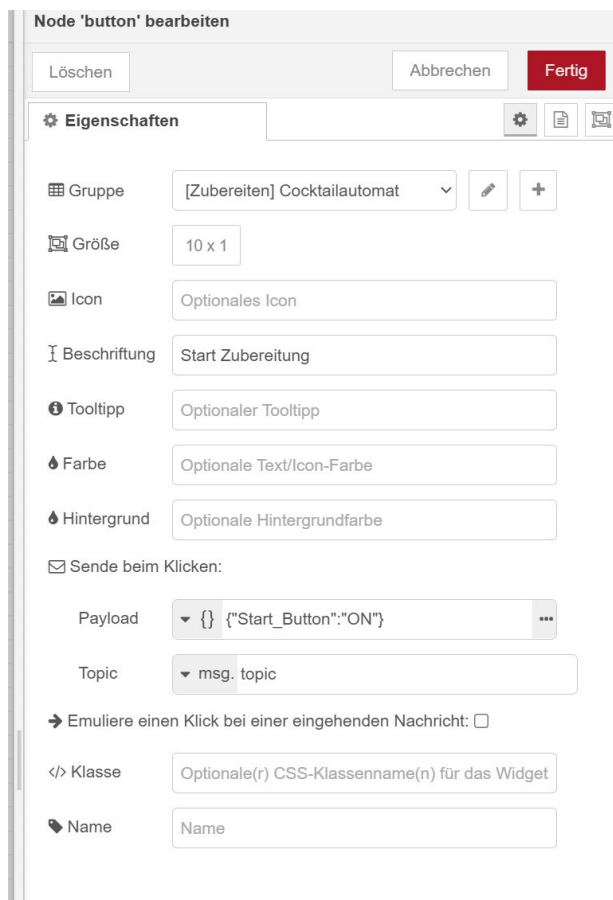 Node 'button' bearbeiten
Löschen
Abbrechen
Fertig
Eigenschaften
Gruppe
[Zubereiten] Cocktailautomat
Größe
10 x 1
Icon
Optionales Icon
Beschriftung
Start Zubereitung
Tooltipp
Optionaler Tooltipp
Farbe
Optionale Text/Icon-Farbe
Hintergrund
Optionale Hintergrundfarbe
Sende beim Klicken:
Payload
{} {"Start_Button":"ON"}
Topic
msg. topic
Emuliere einen Klick bei einer eingehenden Nachricht:
</> Klasse
Optionale(r) CSS-Klassenname(n) für das Widget
Name
Name